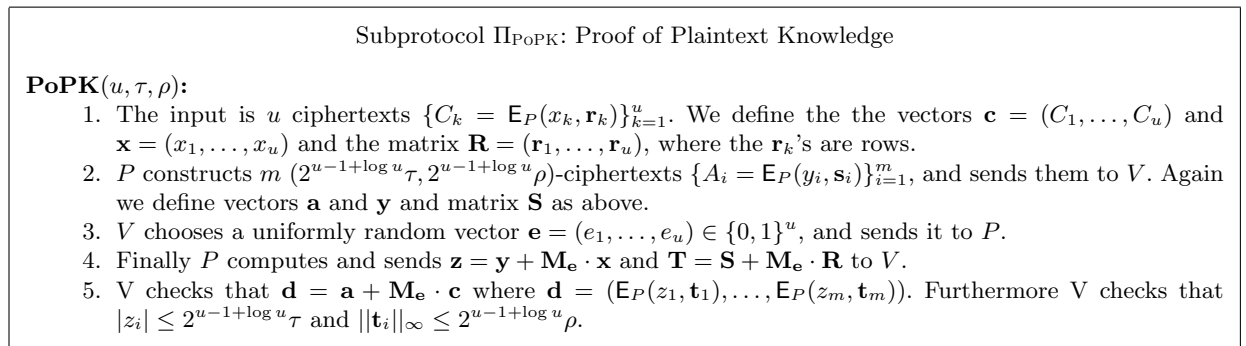 Subprotocol Π_PoPK: Proof of Plaintext Knowledge
PoPK(u, τ, ρ):
1. The input is u ciphertexts {C_k = E_P(x_k, r_k)}_{k=1}^u. We define the the vectors c = (C_1, . . . , C_u) and
x = (x_1, . . . , x_u) and the matrix R = (r_1, . . . , r_u), where the r_k's are rows.
2. P constructs m (2^{u−1+log u}τ, 2^{u−1+log u}ρ)-ciphertexts {A_i = E_P(y_i, s_i)}_{i=1}^m, and sends them to V. Again
we define vectors a and y and matrix S as above.
3. V chooses a uniformly random vector e = (e_1, . . . , e_u) ∈ {0, 1}^u, and sends it to P.
4. Finally P computes and sends z = y + M_e · x and T = S + M_e · R to V.
5. V checks that d = a + M_e · c where d = (E_P(z_1, t_1), . . . , E_P(z_m, t_m)). Furthermore V checks that
|z_i| ≤ 2^{u−1+log u}τ and ||t_i||_∞ ≤ 2^{u−1+log u}ρ.